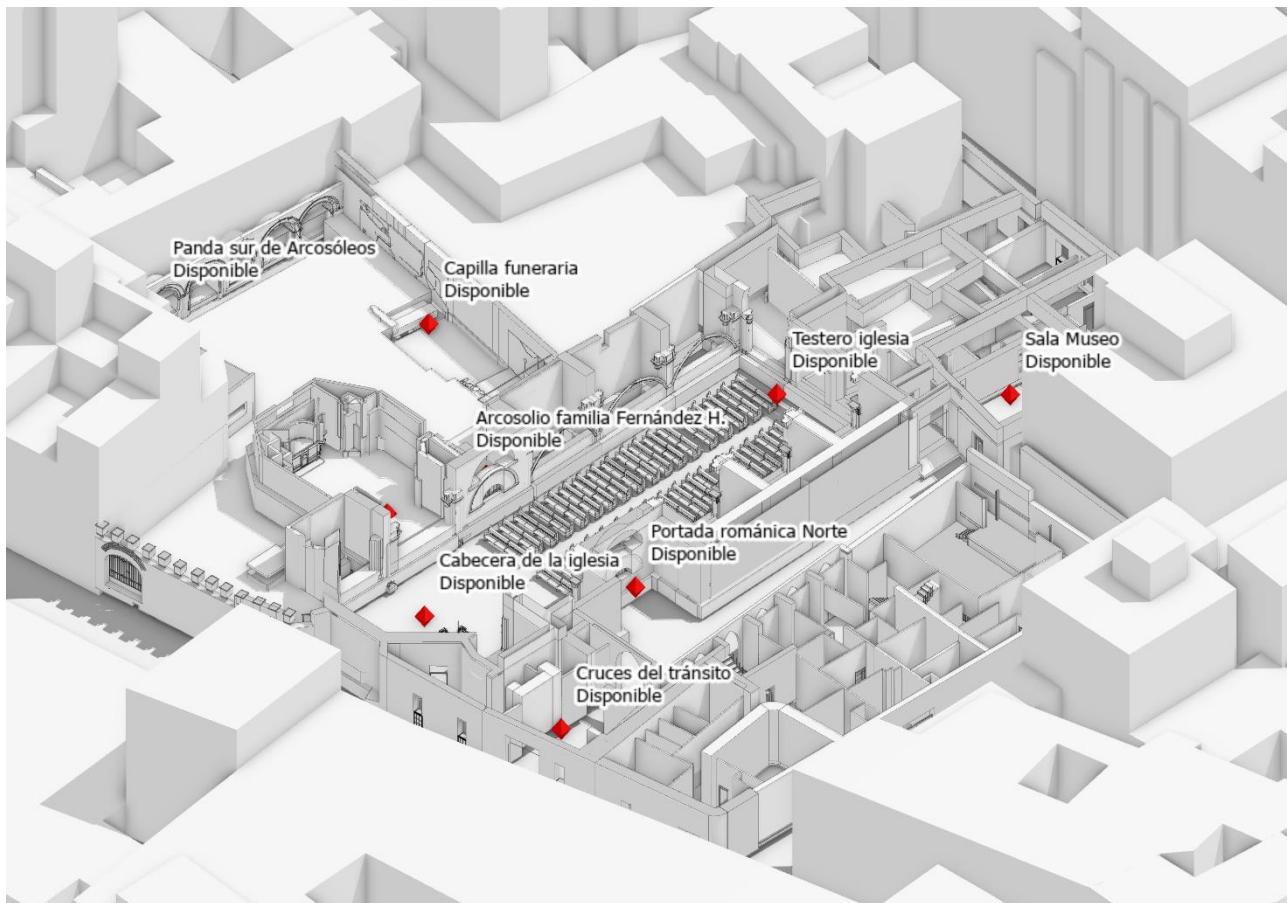 Panda sur de Arcosóleos
Disponible
Capilla funeraria
Disponible
Testero iglesia
Disponible
Sala Museo
Disponible
Arcosolio familia Fernández H.
Disponible
Portada románica Norte
Disponible
Cabecera de la iglesia
Disponible
Cruces del tránsito
Disponible